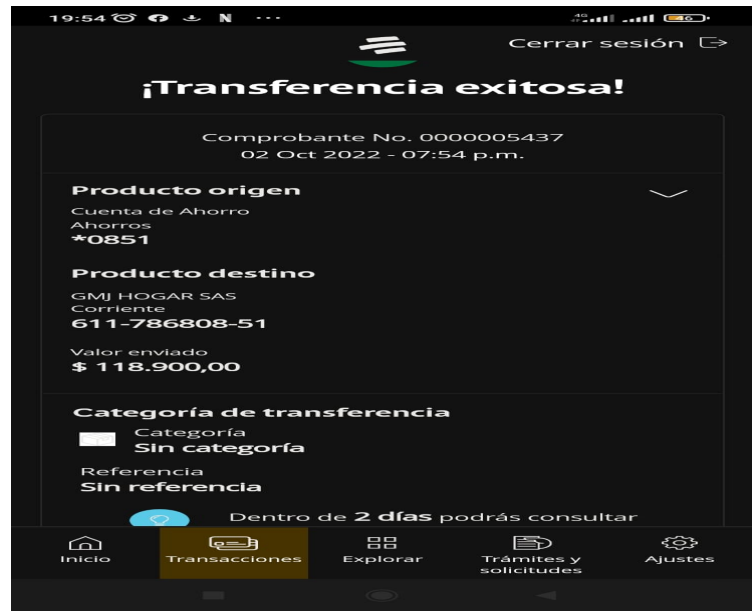 19:54
N ...
4G
6
Cerrar sesión
¡Transferencia exitosa!
Comprobante No. 0000005437
02 Oct 2022 - 07:54 p.m.
Producto origen
Cuenta de Ahorro
Ahorros
*0851
Producto destino
GMJ HOGAR SAS
Corriente
611-786808-51
Valor enviado
$ 118.900,00
Categoría de transferencia
Categoría
Sin categoría
Referencia
Sin referencia
Dentro de 2 días podrás consultar
Inicio
Transacciones
Explorar
Trámites y
solicitudes
Ajustes